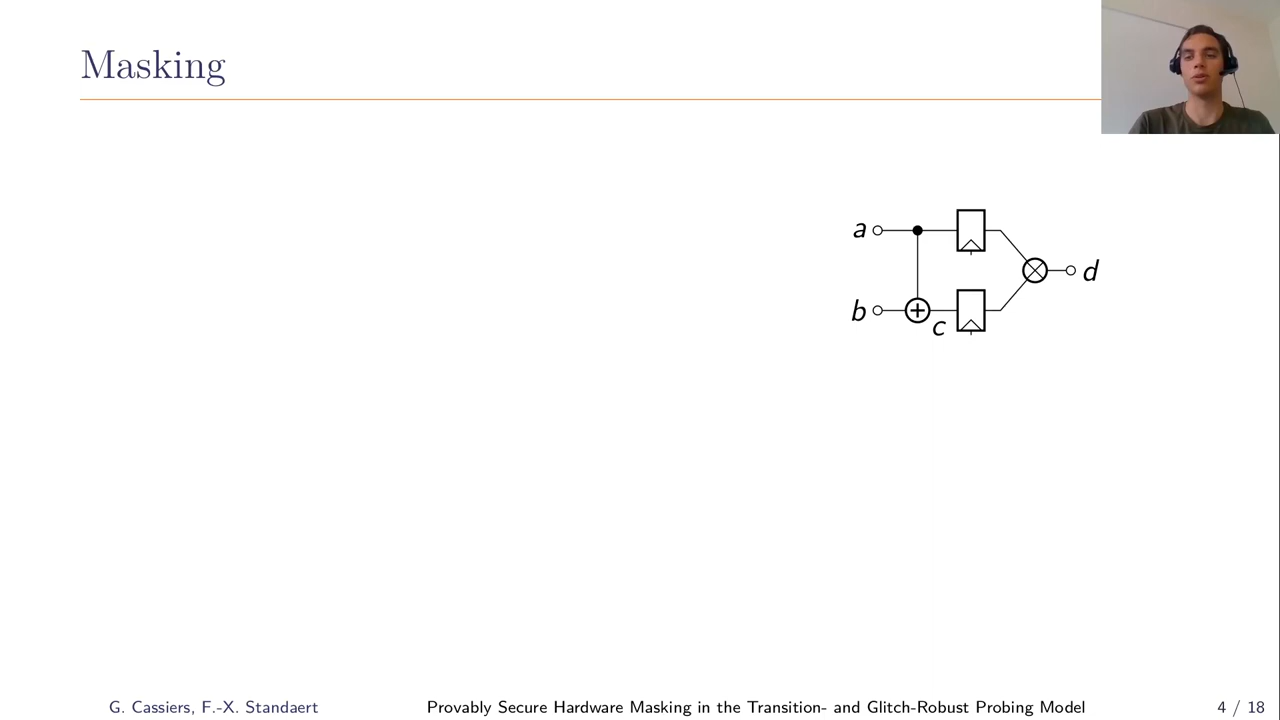 Masking
a
b
c
d
G. Cassiers, F.-X. Standaert
Provably Secure Hardware Masking in the Transition- and Glitch-Robust Probing Model
4 / 18